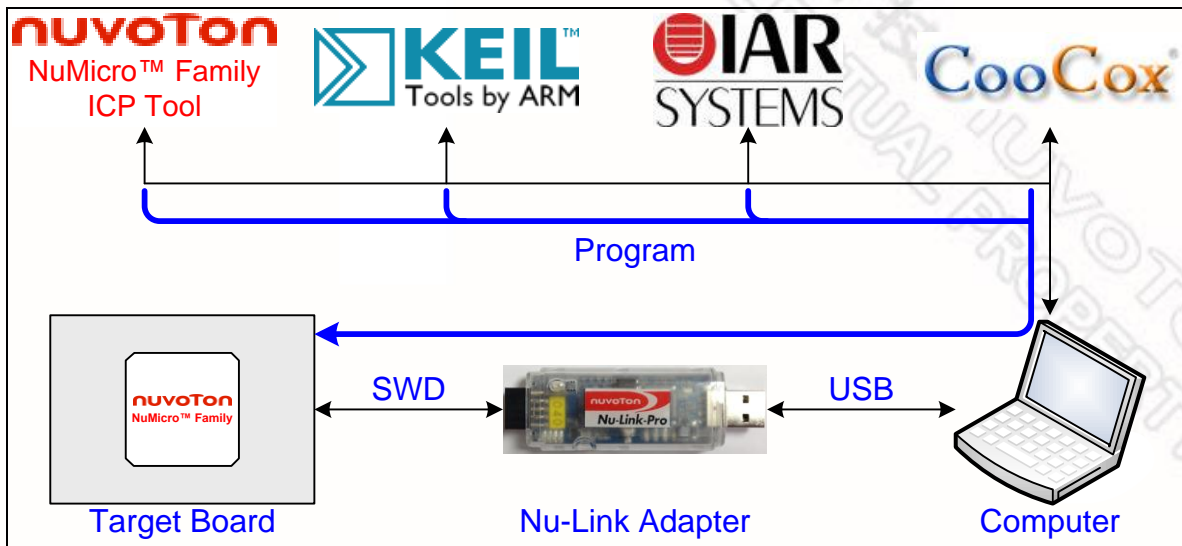 nuvoTon
NuMicro™ Family
ICP Tool
KEIL™
Tools by ARM
IAR
SYSTEMS
CooCox
Program
nuvoTon
NuMicro™ Family
SWD
nuvoTon
Nu-Link-Pro
USB
Target Board
Nu-Link Adapter
Computer